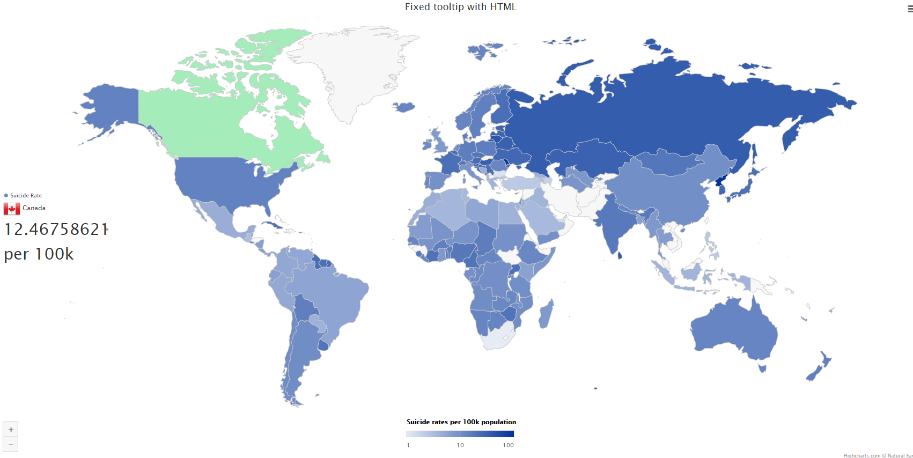 Fixed tooltip with HTML
Suicide Rate
Canada
12.46758621
per 100k
+
−
Suicide rates per 100k population
1 10 100
Highcharts.com © Natural Ear